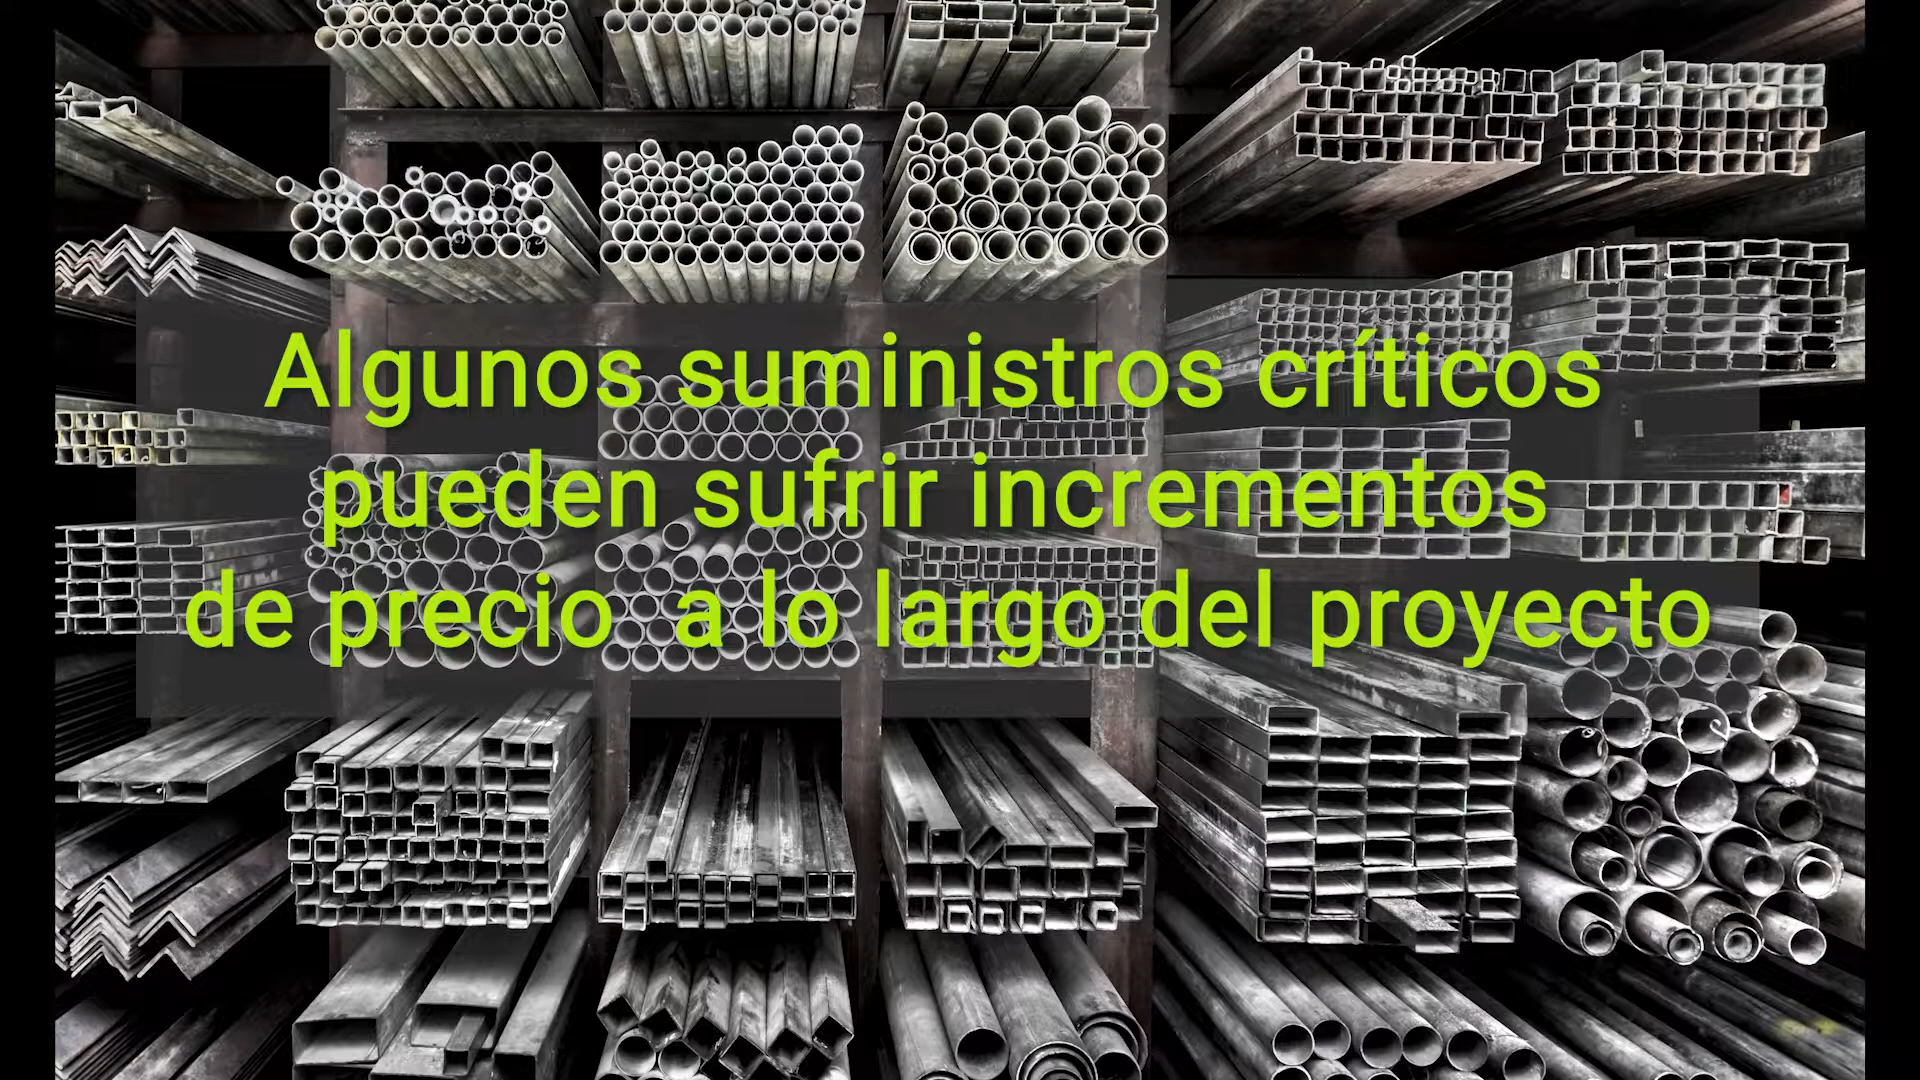 Algunos suministros críticos
pueden sufrir incrementos
de precio a lo largo del proyecto